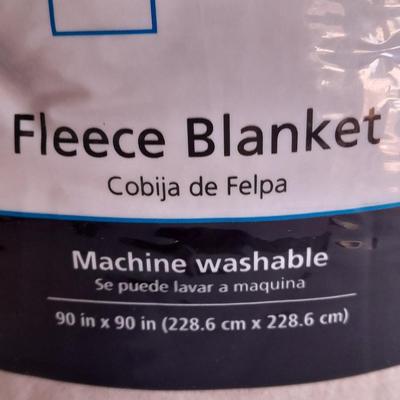 Fleece Blanket
Cobija de Felpa
Machine washable
Se puede lavar a maquina
90 in x 90 in (228.6 cm x 228.6 cm)